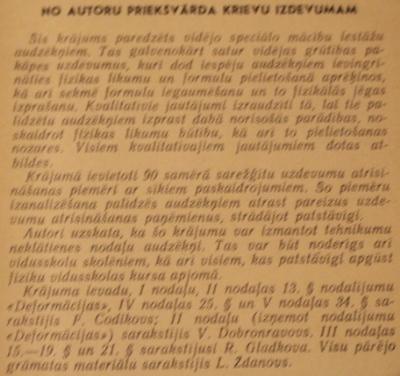 NO AUTORU PRIEKSVĀRDA KRIEVU IZDEVUMAM
Šis krājums paredzēts vidējo speciālo mācību iestāžu
audzēkņiem. Tas galvenokārt satur vidējas grūtības pa-
kāpes uzdevumus, kuri dod iespēju audzēkņiem ievingri-
nāties fizikas likumu un formulu pielietošanā aprēķinos,
kā arī sekmē formulu iegaumēšanu un to fizikālās jēgas
izprašanu. Kvalitatīvie jautājumi izraudzīti tā, lai tie pa-
līdzētu audzēkņiem izprast dabā norisošās parādības, no-
skaidrot fizikas likumu būtību, kā arī to pielietošanas
nozares. Visiem kvalitatīvajiem jautājumiem dotas at-
bildes.
Krājumā ievietoti 90 samērā sarežģītu uzdevumu atrisi-
nāšanas piemēri ar sīkiem paskaidrojumiem. Šo piemēru
izanalizēšana palīdzēs audzēkņiem atrast pareizus uzde-
vumu atrisināšanas paņēmienus, strādājot patstāvīgi.
Autori uzskata, ka šo krājumu var izmantot tehnikumu
neklātienes nodaļu audzēkņi. Tas var būt noderīgs arī
vidusskolu skolēniem, kā arī visiem, kas patstāvīgi apgūst
fiziku vidusskolas kursa apjomā.
Krājuma ievadu, I nodaļu, II nodaļas 13. § nodalījumu
«Deformācijas», IV nodaļas 25. § un V nodaļas 34. § sa-
rakstījis F. Codikovs; II nodaļu (izņemot nodalījumu
«Deformācijas») sarakstījis V. Dobronravovs. III nodaļas
15.—19. § un 21. § sarakstījusi R. Gladkova. Visu pārējo
grāmatas materiālu sarakstījis L. Ždanovs.